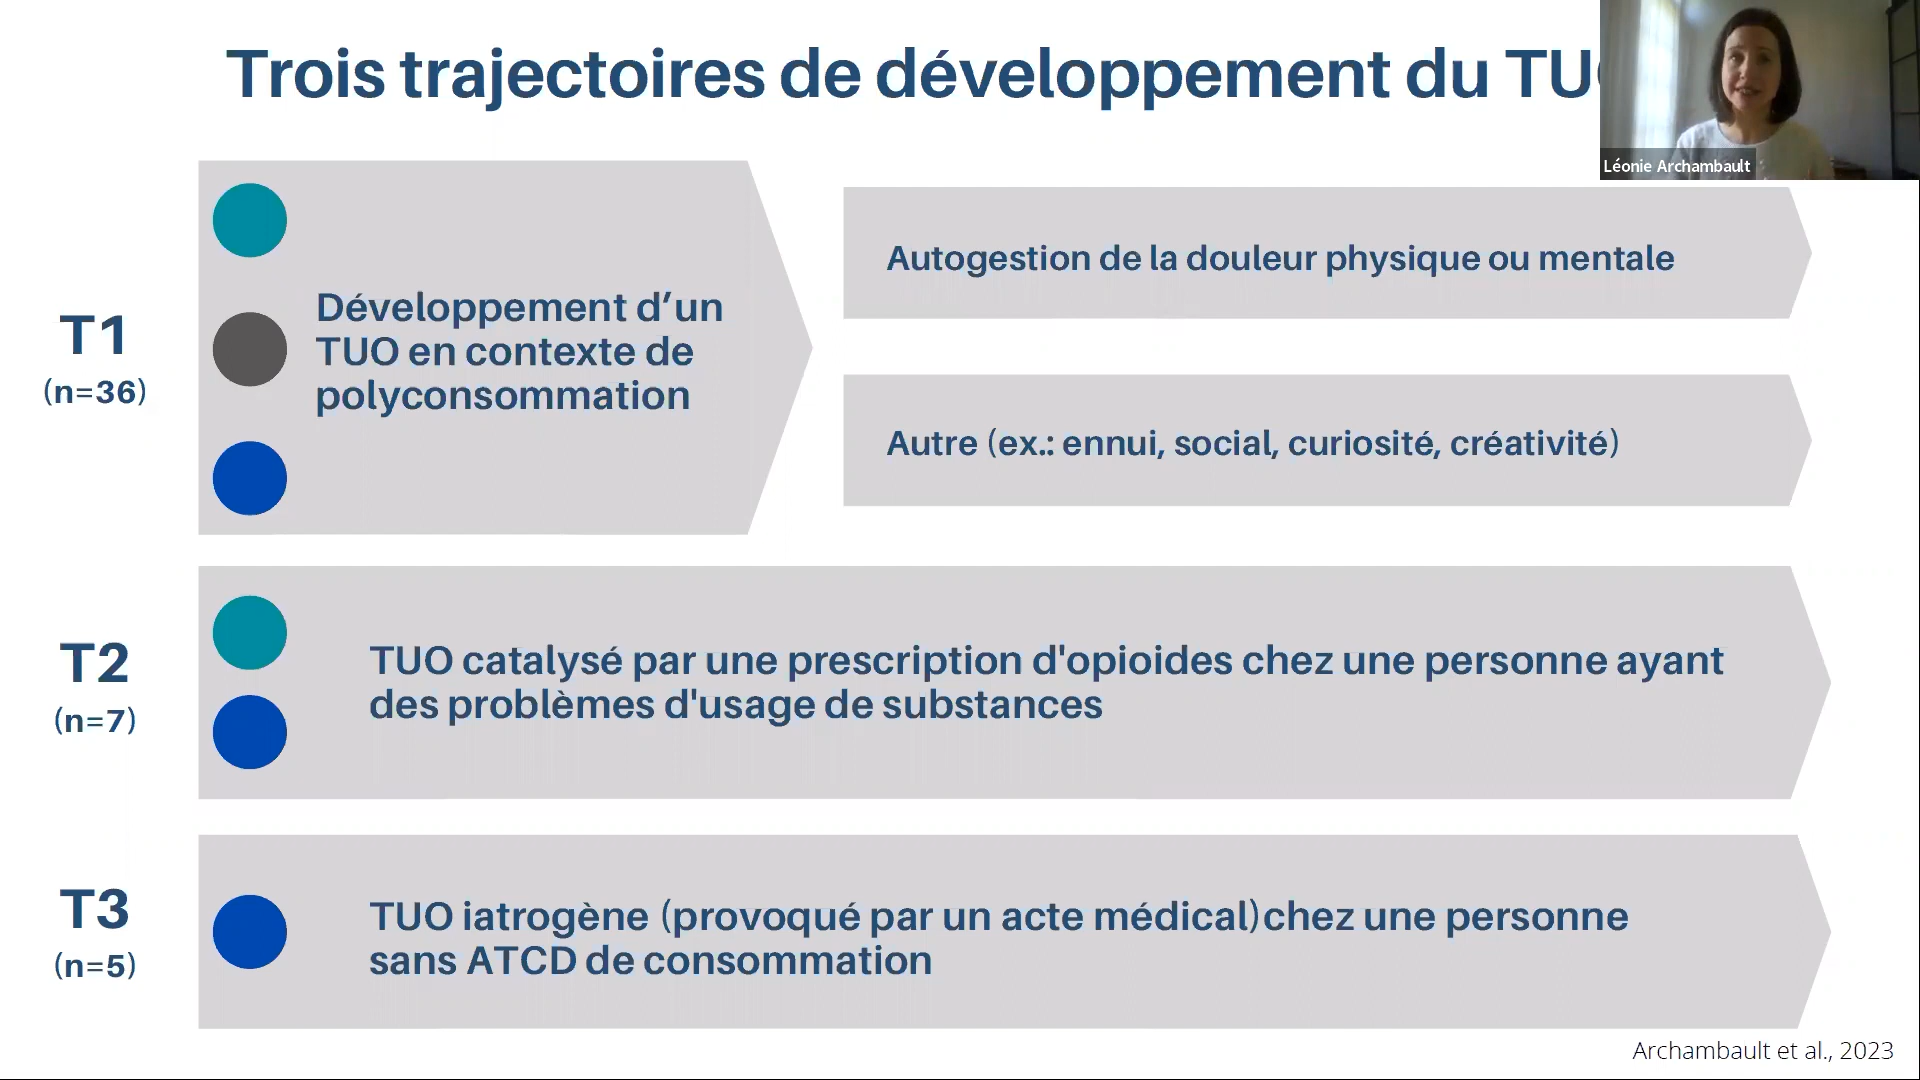 Trois trajectoires de développement du TU
Léonie Archambault
T1
(n=36)
Développement d’un
TUO en contexte de
polyconsommation
Autogestion de la douleur physique ou mentale
Autre (ex.: ennui, social, curiosité, créativité)
T2
(n=7)
TUO catalysé par une prescription d'opioides chez une personne ayant
des problèmes d'usage de substances
T3
(n=5)
TUO iatrogène (provoqué par un acte médical)chez une personne
sans ATCD de consommation
Archambault et al., 2023